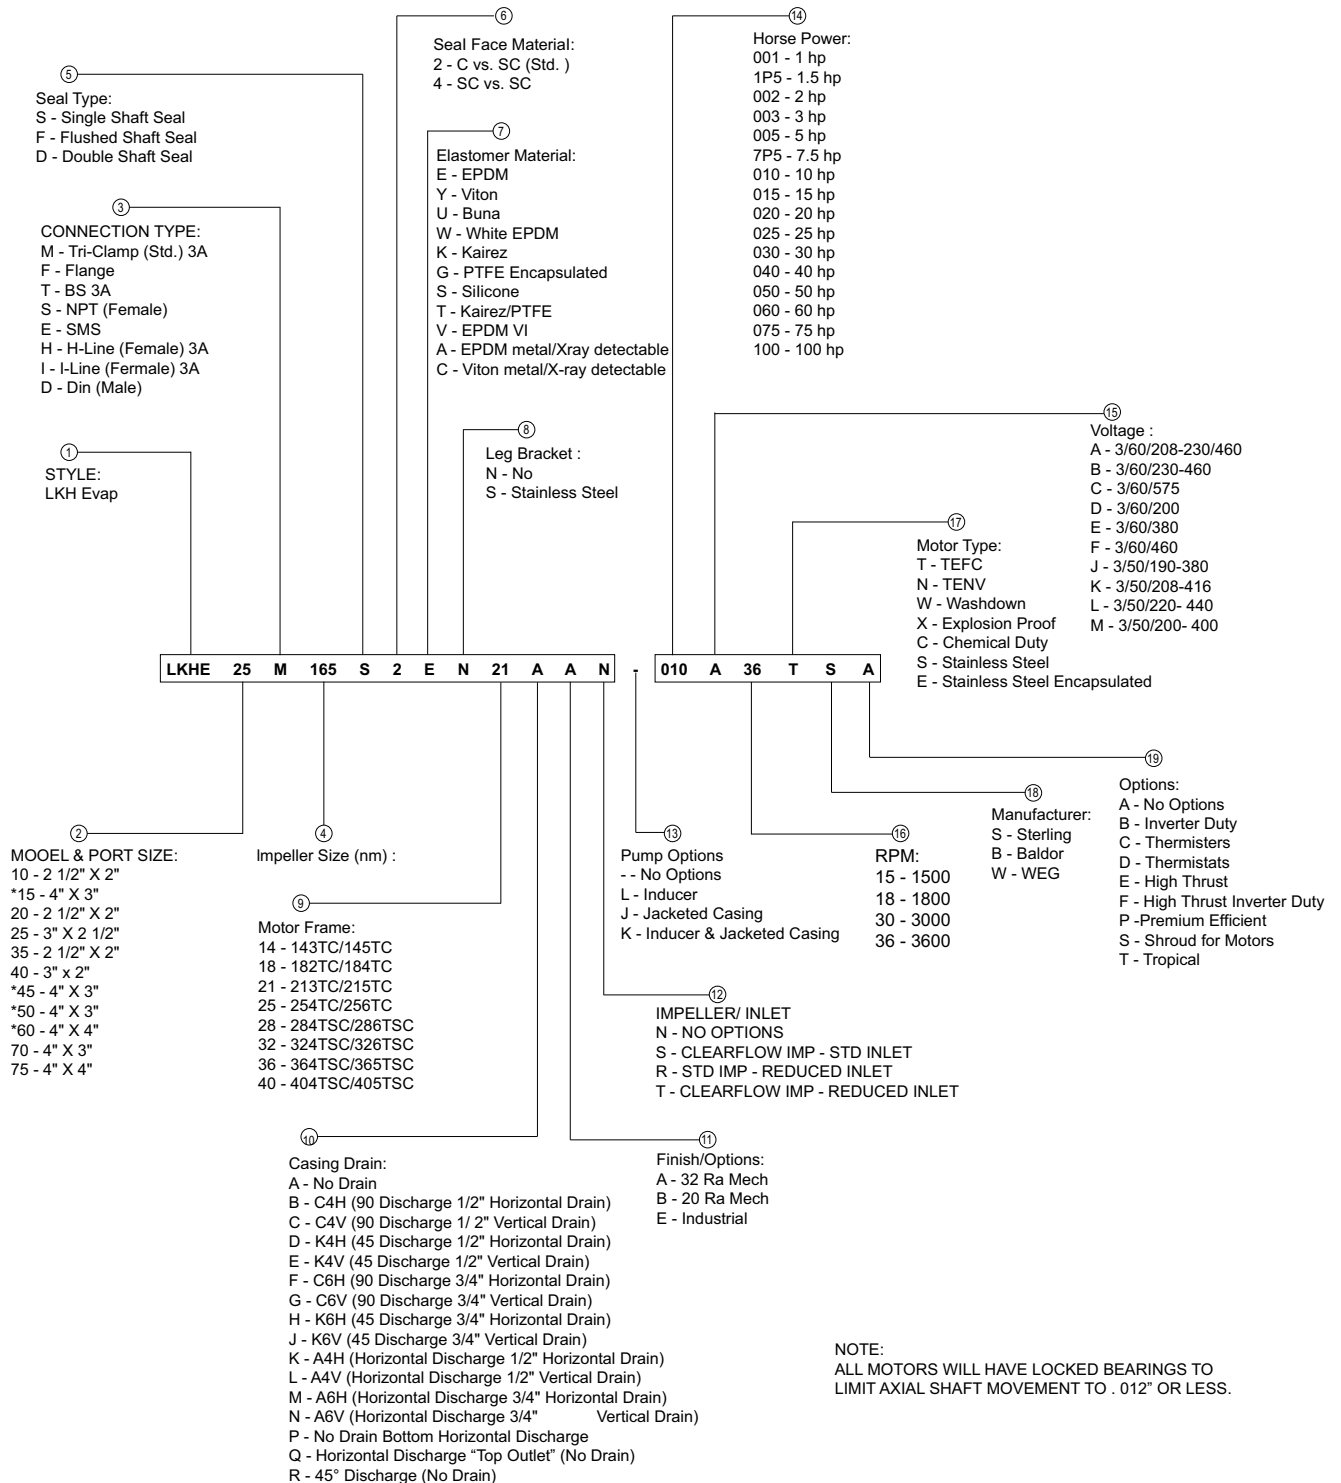 6
Seal Face Material:
2 - C vs. SC (Std. )
4 - SC vs. SC
14
Horse Power:
001 - 1 hp
1P5 - 1.5 hp
002 - 2 hp
003 - 3 hp
005 - 5 hp
7P5 - 7.5 hp
010 - 10 hp
015 - 15 hp
020 - 20 hp
025 - 25 hp
030 - 30 hp
040 - 40 hp
050 - 50 hp
060 - 60 hp
075 - 75 hp
100 - 100 hp
5
Seal Type:
S - Single Shaft Seal
F - Flushed Shaft Seal
D - Double Shaft Seal
7
Elastomer Material:
E - EPDM
Y - Viton
U - Buna
W - White EPDM
K - Kairez
G - PTFE Encapsulated
S - Silicone
T - Kairez/PTFE
V - EPDM VI
A - EPDM metal/Xray detectable
C - Viton metal/X-ray detectable
3
CONNECTION TYPE:
M - Tri-Clamp (Std.) 3A
F - Flange
T - BS 3A
S - NPT (Female)
E - SMS
H - H-Line (Female) 3A
I - I-Line (Fermale) 3A
D - Din (Male)
15
Voltage :
A - 3/60/208-230/460
B - 3/60/230-460
C - 3/60/575
D - 3/60/200
E - 3/60/380
F - 3/60/460
J - 3/50/190-380
K - 3/50/208-416
L - 3/50/220- 440
M - 3/50/200- 400
1
STYLE:
LKH Evap
8
Leg Bracket :
N - No
S - Stainless Steel
17
Motor Type:
T - TEFC
N - TENV
W - Washdown
X - Explosion Proof
C - Chemical Duty
S - Stainless Steel
E - Stainless Steel Encapsulated
LKHE 25 M 165 S 2 E N 21 A A N - 010 A 36 T S A
2
MOOEL & PORT SIZE:
10 - 2 1/2" X 2"
*15 - 4" X 3"
20 - 2 1/2" X 2"
25 - 3" X 2 1/2"
35 - 2 1/2" X 2"
40 - 3" x 2"
*45 - 4" X 3"
*50 - 4" X 3"
*60 - 4" X 4"
70 - 4" X 3"
75 - 4" X 4"
4
Impeller Size (nm) :
9
Motor Frame:
14 - 143TC/145TC
18 - 182TC/184TC
21 - 213TC/215TC
25 - 254TC/256TC
28 - 284TSC/286TSC
32 - 324TSC/326TSC
36 - 364TSC/365TSC
40 - 404TSC/405TSC
13
Pump Options
- - No Options
L - Inducer
J - Jacketed Casing
K - Inducer & Jacketed Casing
16
RPM:
15 - 1500
18 - 1800
30 - 3000
36 - 3600
18
Manufacturer:
S - Sterling
B - Baldor
W - WEG
19
Options:
A - No Options
B - Inverter Duty
C - Thermisters
D - Thermistats
E - High Thrust
F - High Thrust Inverter Duty
P -Premium Efficient
S - Shroud for Motors
T - Tropical
12
IMPELLER/ INLET
N - NO OPTIONS
S - CLEARFLOW IMP - STD INLET
R - STD IMP - REDUCED INLET
T - CLEARFLOW IMP - REDUCED INLET
10
Casing Drain:
A - No Drain
B - C4H (90 Discharge 1/2" Horizontal Drain)
C - C4V (90 Discharge 1/ 2" Vertical Drain)
D - K4H (45 Discharge 1/2" Horizontal Drain)
E - K4V (45 Discharge 1/2" Vertical Drain)
F - C6H (90 Discharge 3/4" Horizontal Drain)
G - C6V (90 Discharge 3/4" Vertical Drain)
H - K6H (45 Discharge 3/4" Horizontal Drain)
J - K6V (45 Discharge 3/4" Vertical Drain)
K - A4H (Horizontal Discharge 1/2" Horizontal Drain)
L - A4V (Horizontal Discharge 1/2" Vertical Drain)
M - A6H (Horizontal Discharge 3/4" Horizontal Drain)
N - A6V (Horizontal Discharge 3/4" Vertical Drain)
P - No Drain Bottom Horizontal Discharge
Q - Horizontal Discharge “Top Outlet” (No Drain)
R - 45° Discharge (No Drain)
11
Finish/Options:
A - 32 Ra Mech
B - 20 Ra Mech
E - Industrial
NOTE:
ALL MOTORS WILL HAVE LOCKED BEARINGS TO
LIMIT AXIAL SHAFT MOVEMENT TO . 012” OR LESS.